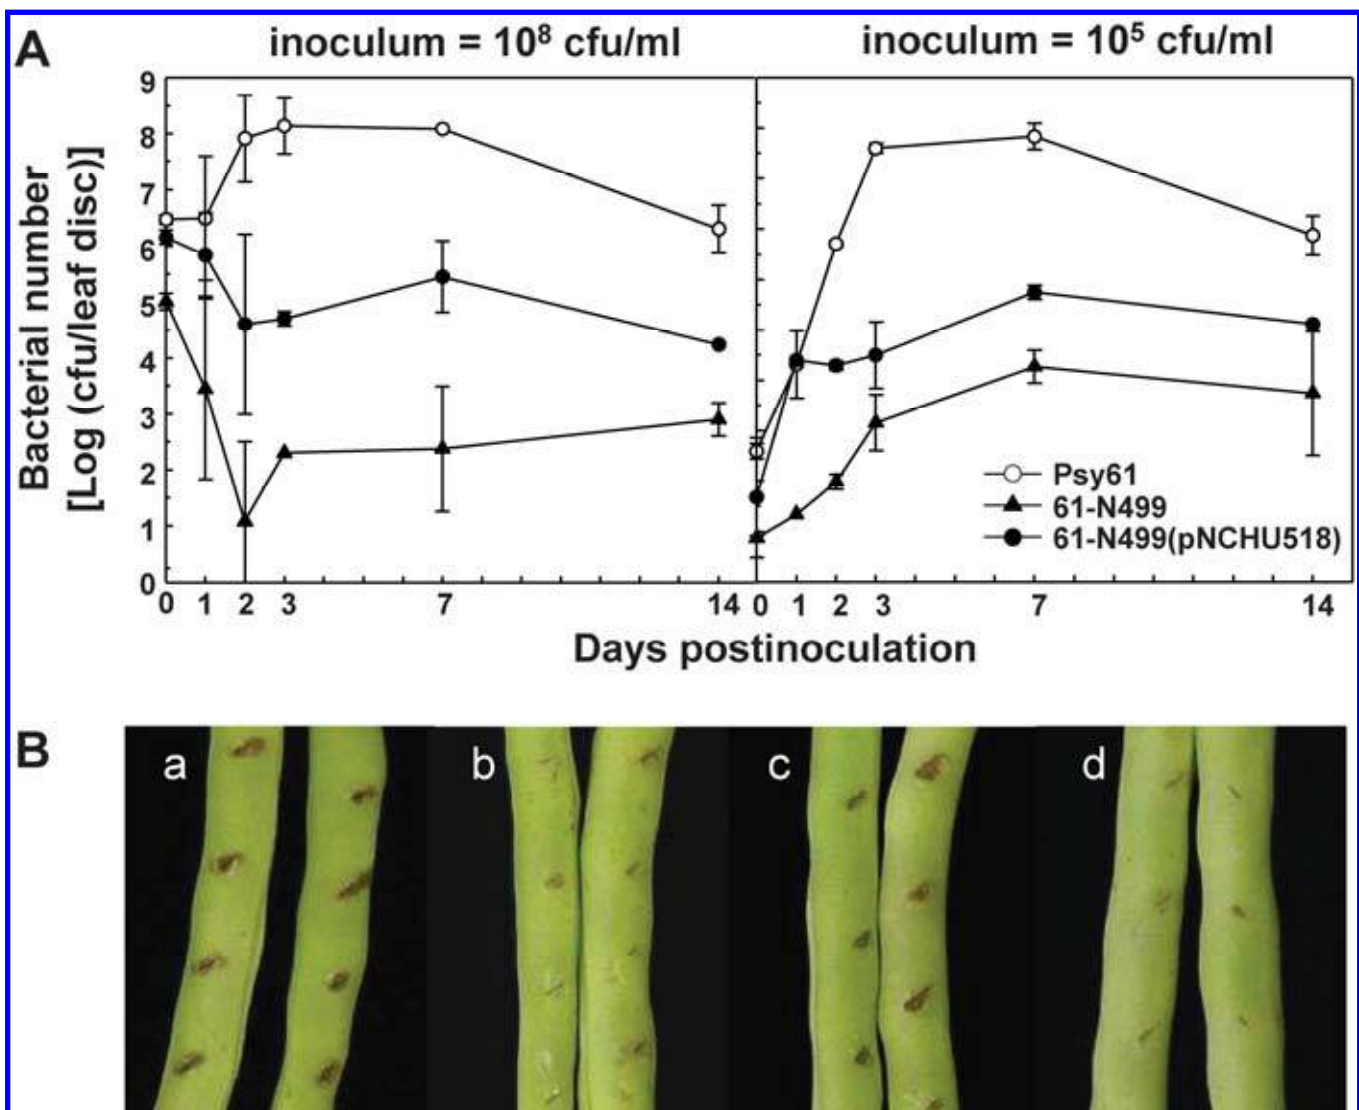 A
inoculum = 10⁸ cfu/ml
inoculum = 10⁵ cfu/ml
Bacterial number
[Log (cfu/leaf disc)]
9
8
7
6
5
4
3
2
1
0
Psy61
61-N499
61-N499(pNCHU518)
0 1 2 3 7 14 0 1 2 3 7 14
Days postinoculation
B
a b c d